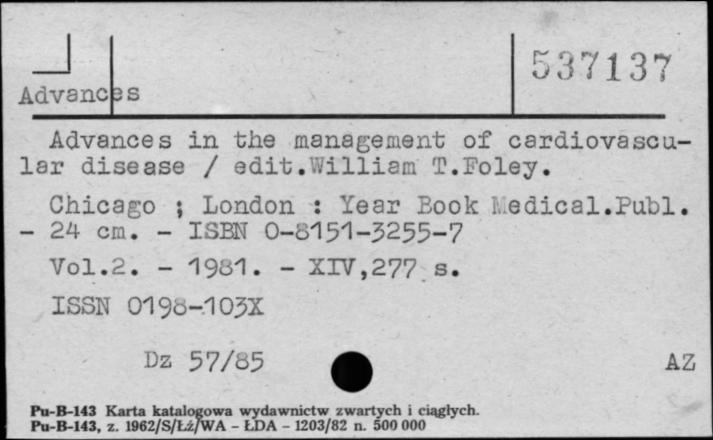 537137
Advances
Advances in the management of cardiovascu-
lar disease / edit.William T.Foley.
Chicago ; London : Year Book Medical.Publ.
- 24 cm. - ISBN 0-8151-3255-7
Vol.2. - 1981. - XIV,277 s.
ISSN 0198-103X
Dz 57/85
AZ
Pu-B-143 Karta katalogowa wydawnictw zwartych i ciągłych.
Pu-B-143, z. 1962/S/Łź/WA - ŁDA - 1203/82 n. 500 000